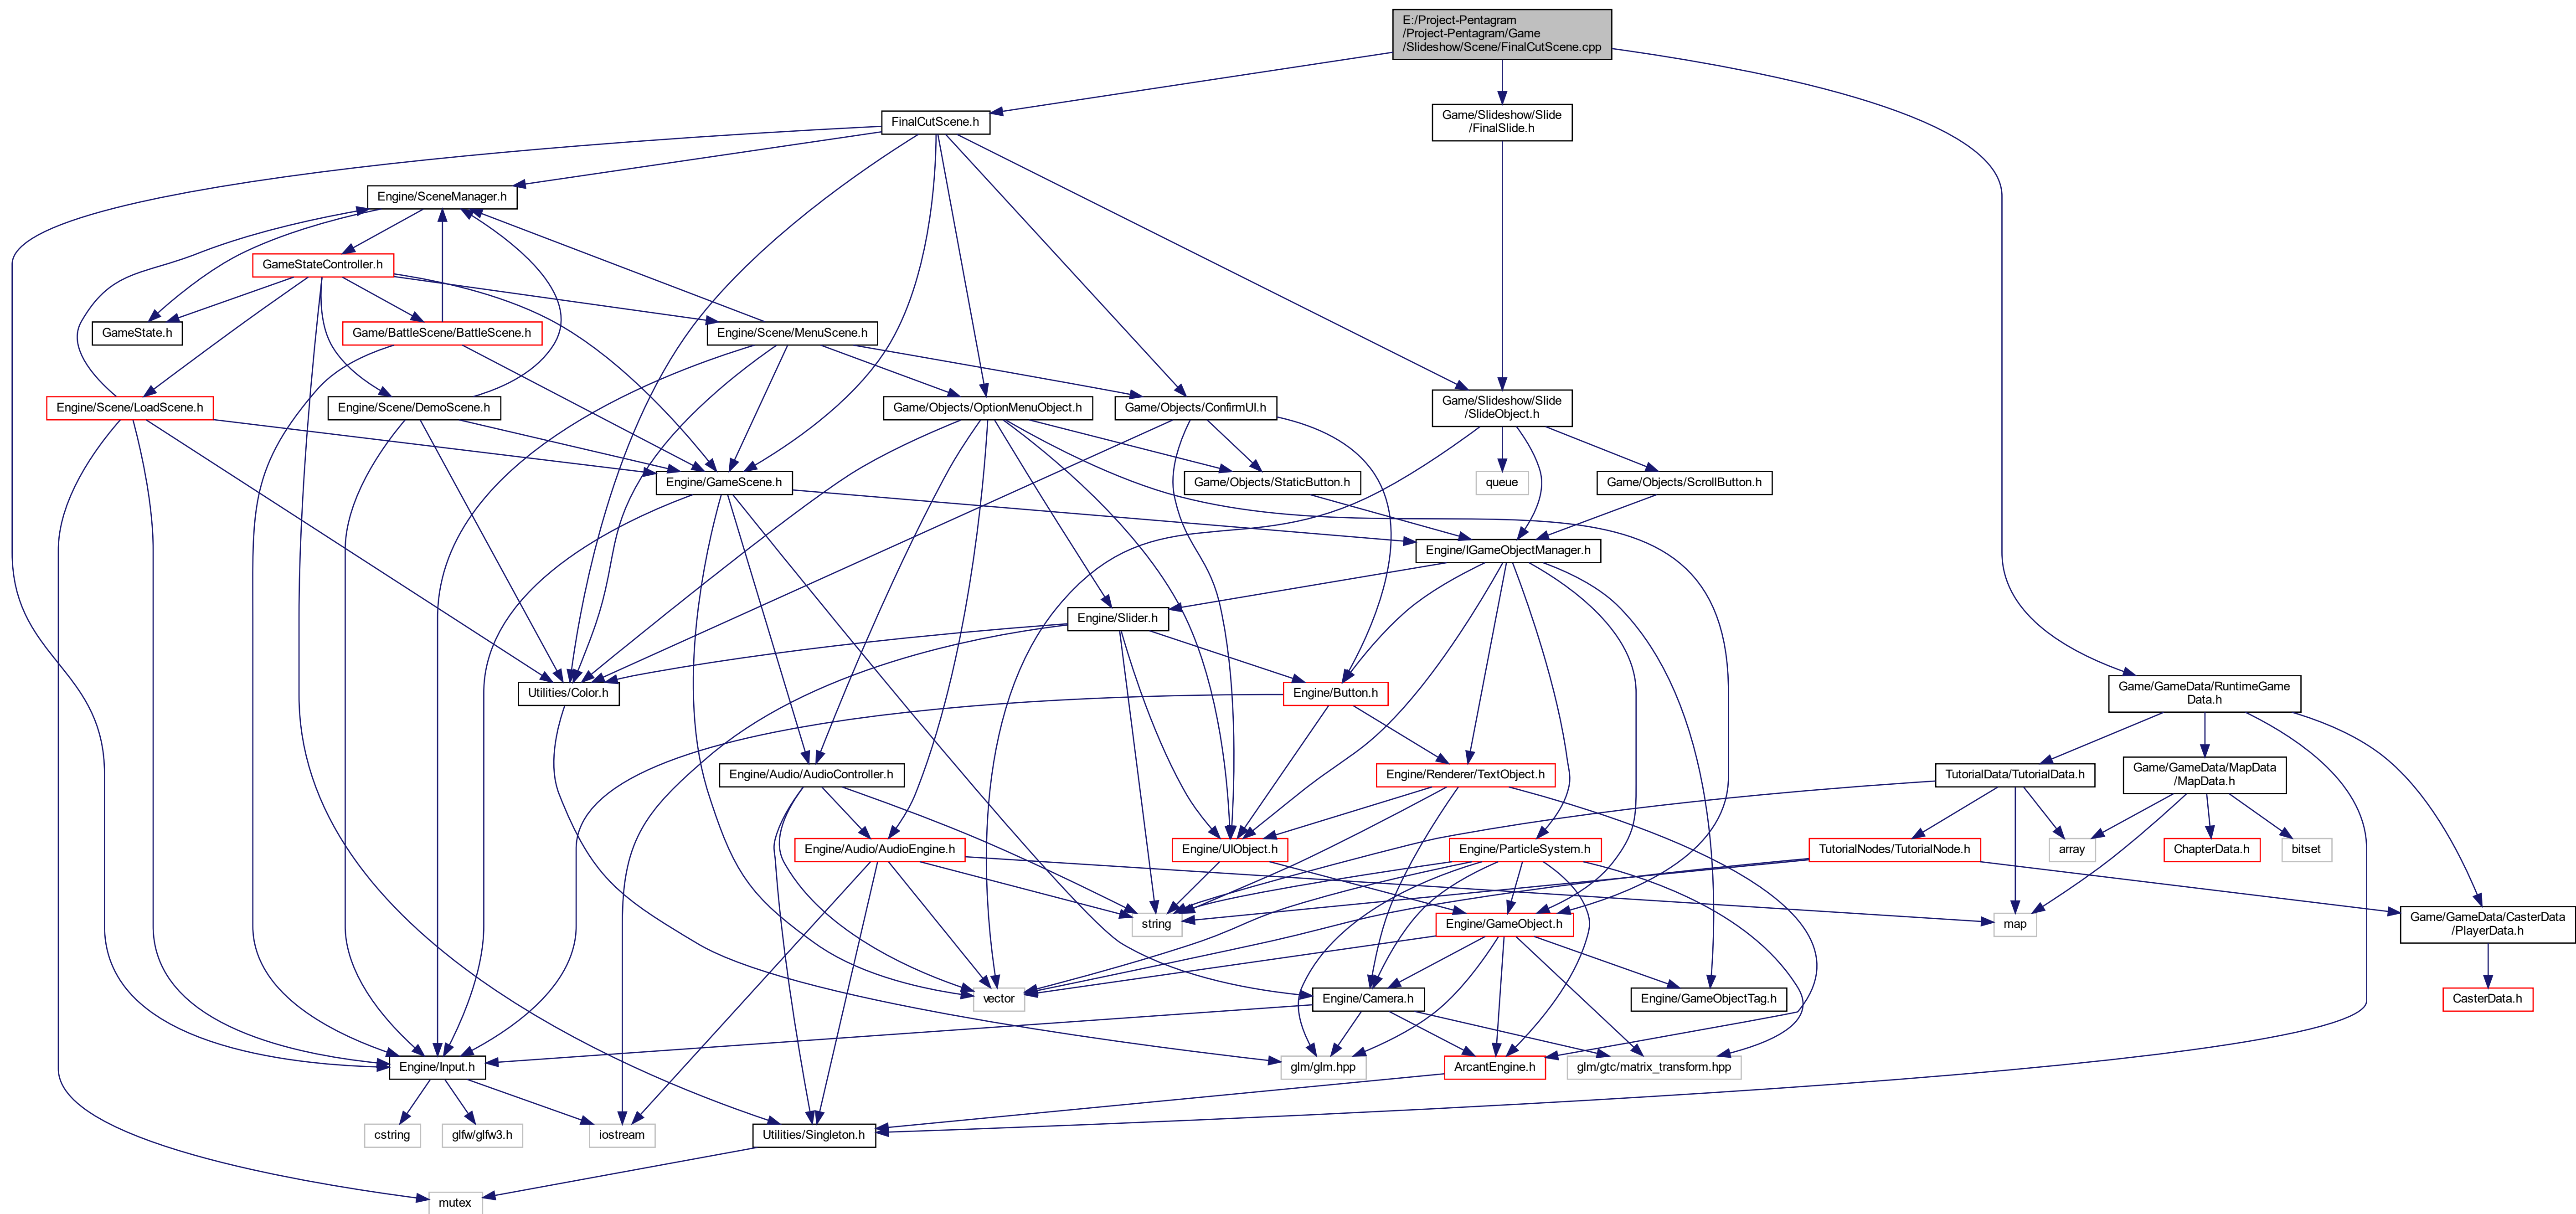 E:/Project-Pentagram
/Project-Pentagram/Game
/Slideshow/Scene/FinalCutScene.cpp
FinalCutScene.h
Game/Slideshow/Slide
/FinalSlide.h
Engine/SceneManager.h
GameStateController.h
GameState.h
Game/BattleScene/BattleScene.h
Engine/Scene/MenuScene.h
Engine/Scene/LoadScene.h
Engine/Scene/DemoScene.h
Game/Objects/OptionMenuObject.h
Game/Objects/ConfirmUI.h
Game/Slideshow/Slide
/SlideObject.h
Engine/GameScene.h
Game/Objects/StaticButton.h
queue
Game/Objects/ScrollButton.h
Engine/IGameObjectManager.h
Engine/Slider.h
Utilities/Color.h
Engine/Button.h
Game/GameData/RuntimeGame
Data.h
Engine/Audio/AudioController.h
Engine/Renderer/TextObject.h
TutorialData/TutorialData.h
Game/GameData/MapData
/MapData.h
Engine/Audio/AudioEngine.h
Engine/UIObject.h
Engine/ParticleSystem.h
TutorialNodes/TutorialNode.h
array
ChapterData.h
bitset
string
Engine/GameObject.h
map
Game/GameData/CasterData
/PlayerData.h
vector
Engine/Camera.h
Engine/GameObjectTag.h
CasterData.h
Engine/Input.h
glm/glm.hpp
ArcantEngine.h
glm/gtc/matrix_transform.hpp
cstring
glfw/glfw3.h
iostream
Utilities/Singleton.h
mutex